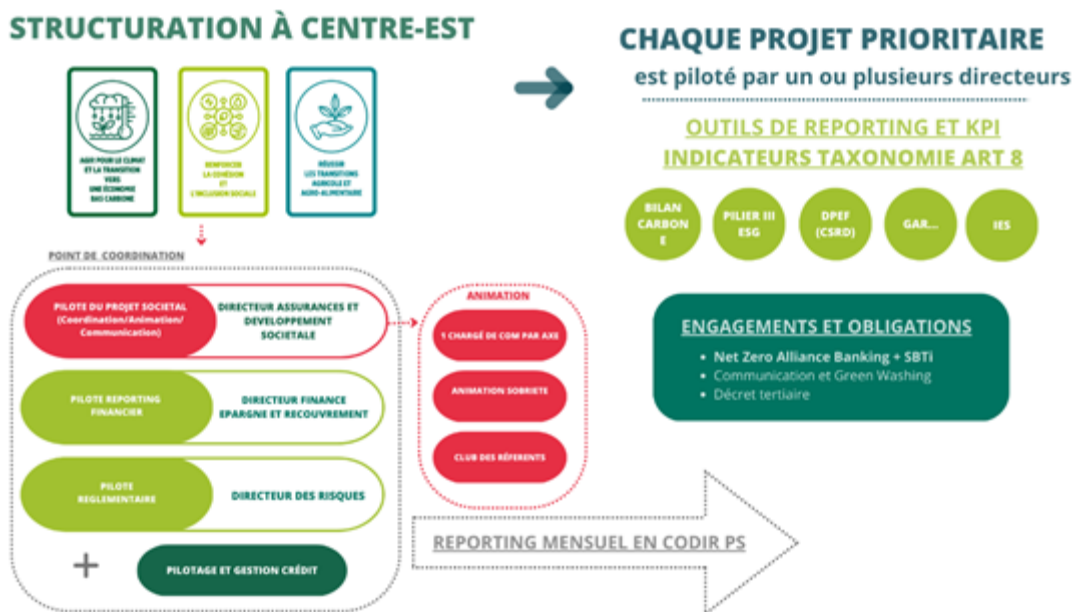 STRUCTURATION À CENTRE-EST
AGIR POUR LE CLIMAT
ET LA TRANSITION
VERS
UNE ÉCONOMIE
BAS CARBONE
RENFORCER
LA COHÉSION
ET
L'INCLUSION SOCIALE
RÉUSSIR
LES TRANSITIONS
AGRICOLE ET
AGRO-ALIMENTAIRE
POINT DE COORDINATION
PILOTE DU PROJET SOCIETAL
(Coordination/Animation/
Communication)
DIRECTEUR ASSURANCES ET
DEVELOPPEMENT
SOCIETALE
PILOTE REPORTING
FINANCIER
DIRECTEUR FINANCE
EPARGNE ET RECOUVREMENT
PILOTE
REGLEMENTAIRE
DIRECTEUR DES RISQUES
+
PILOTAGE ET GESTION CRÉDIT
ANIMATION
1 CHARGÉ DE COM PAR AXE
ANIMATION SOBRIETE
CLUB DES RÉFERENTS
REPORTING MENSUEL EN CODIR PS
CHAQUE PROJET PRIORITAIRE
est piloté par un ou plusieurs directeurs
OUTILS DE REPORTING ET KPI
INDICATEURS TAXONOMIE ART 8
BILAN
CARBON
E
PILIER III
ESG
DPEF
(CSRD)
GAR...
IES
ENGAGEMENTS ET OBLIGATIONS
• Net Zero Alliance Banking + SBTi
• Communication et Green Washing
• Décret tertiaire